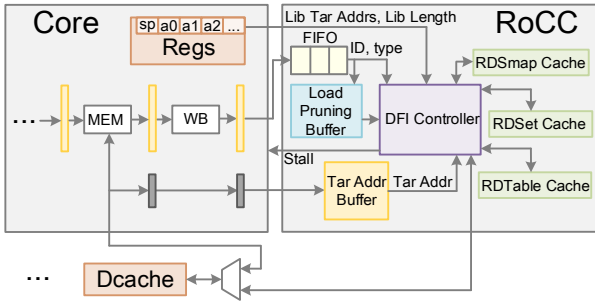 Core
RoCC
sp a0 a1 a2 ...
Regs
Lib Tar Addrs, Lib Length
FIFO
ID, type
RDSmap Cache
... MEM WB
Load
Pruning
Buffer
DFI Controller
RDSet Cache
Stall
Tar Addr
Buffer
Tar Addr
RDTable Cache
... Dcache